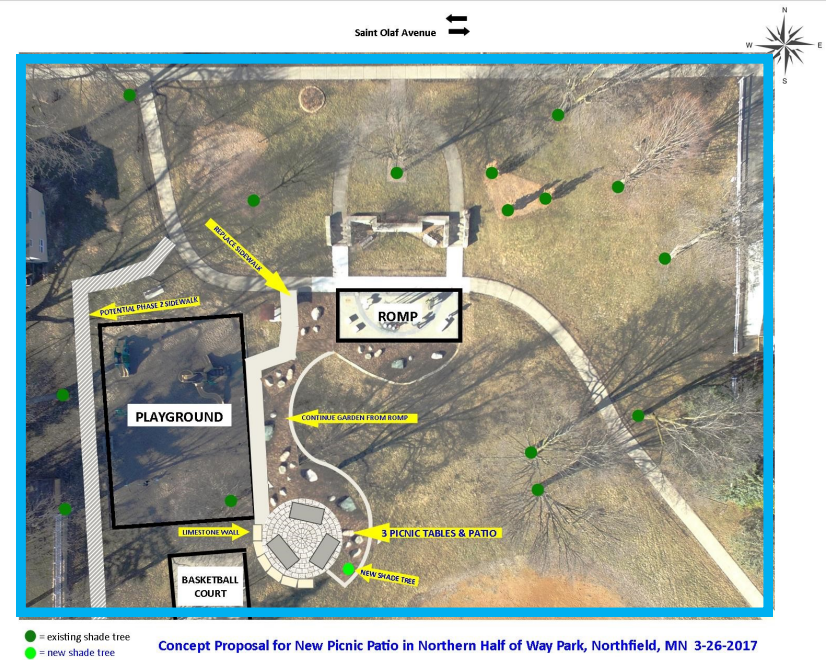 N
Saint Olaf Avenue
W
E
S
REPLACE SIDEWALK
POTENTIAL PHASE 2 SIDEWALK
ROMP
PLAYGROUND
CONTINUE GARDEN FROM ROMP
LIMESTONE WALL
3 PICNIC TABLES & PATIO
NEW SHADE TREE
BASKETBALL
COURT
= existing shade tree
= new shade tree
Concept Proposal for New Picnic Patio in Northern Half of Way Park, Northfield, MN 3-26-2017